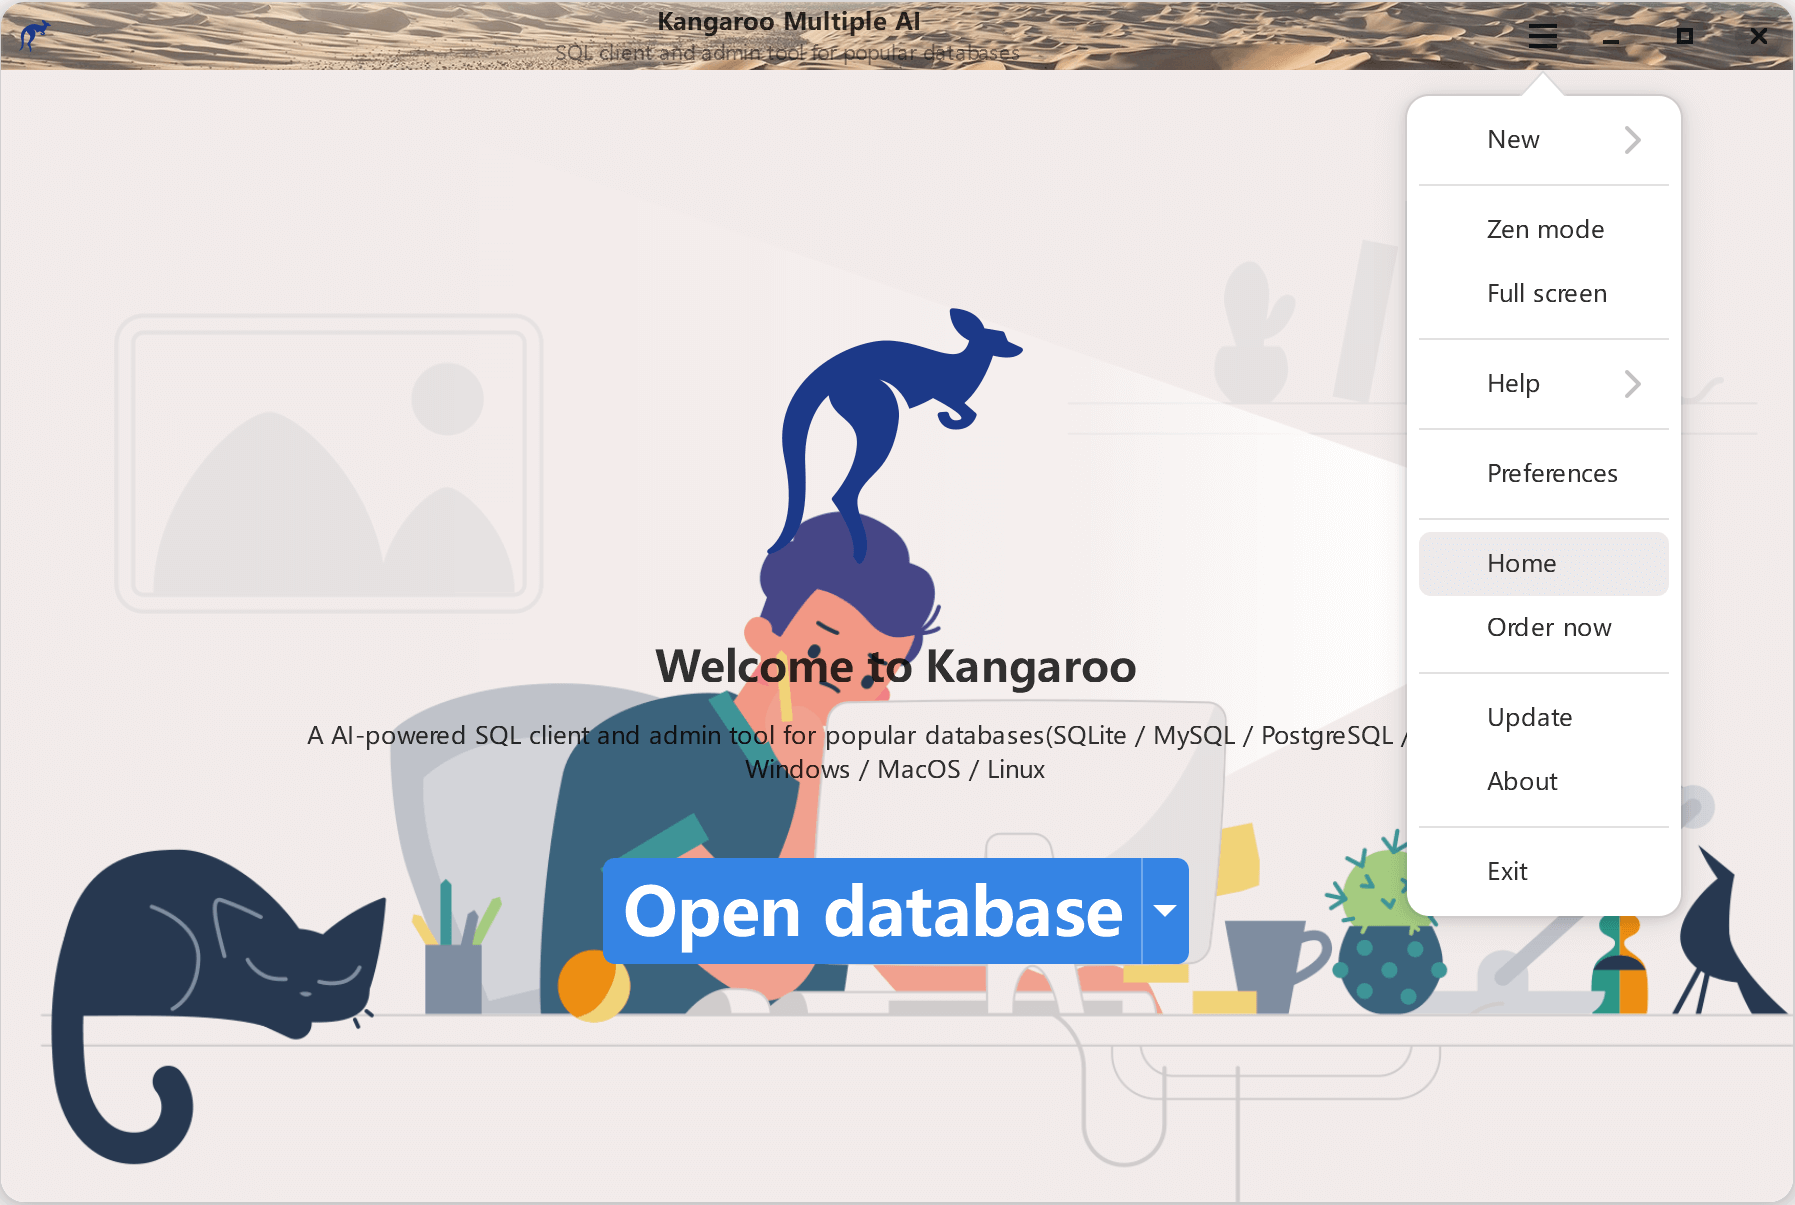 Kangaroo Multiple AI
SQL client and admin tool for popular databases
New
Zen mode
Full screen
Help
Preferences
Home
Order now
Update
About
Exit
Welcome to Kangaroo
A AI-powered SQL client and admin tool for popular databases(SQLite / MySQL / PostgreSQL /
Windows / MacOS / Linux
Open database